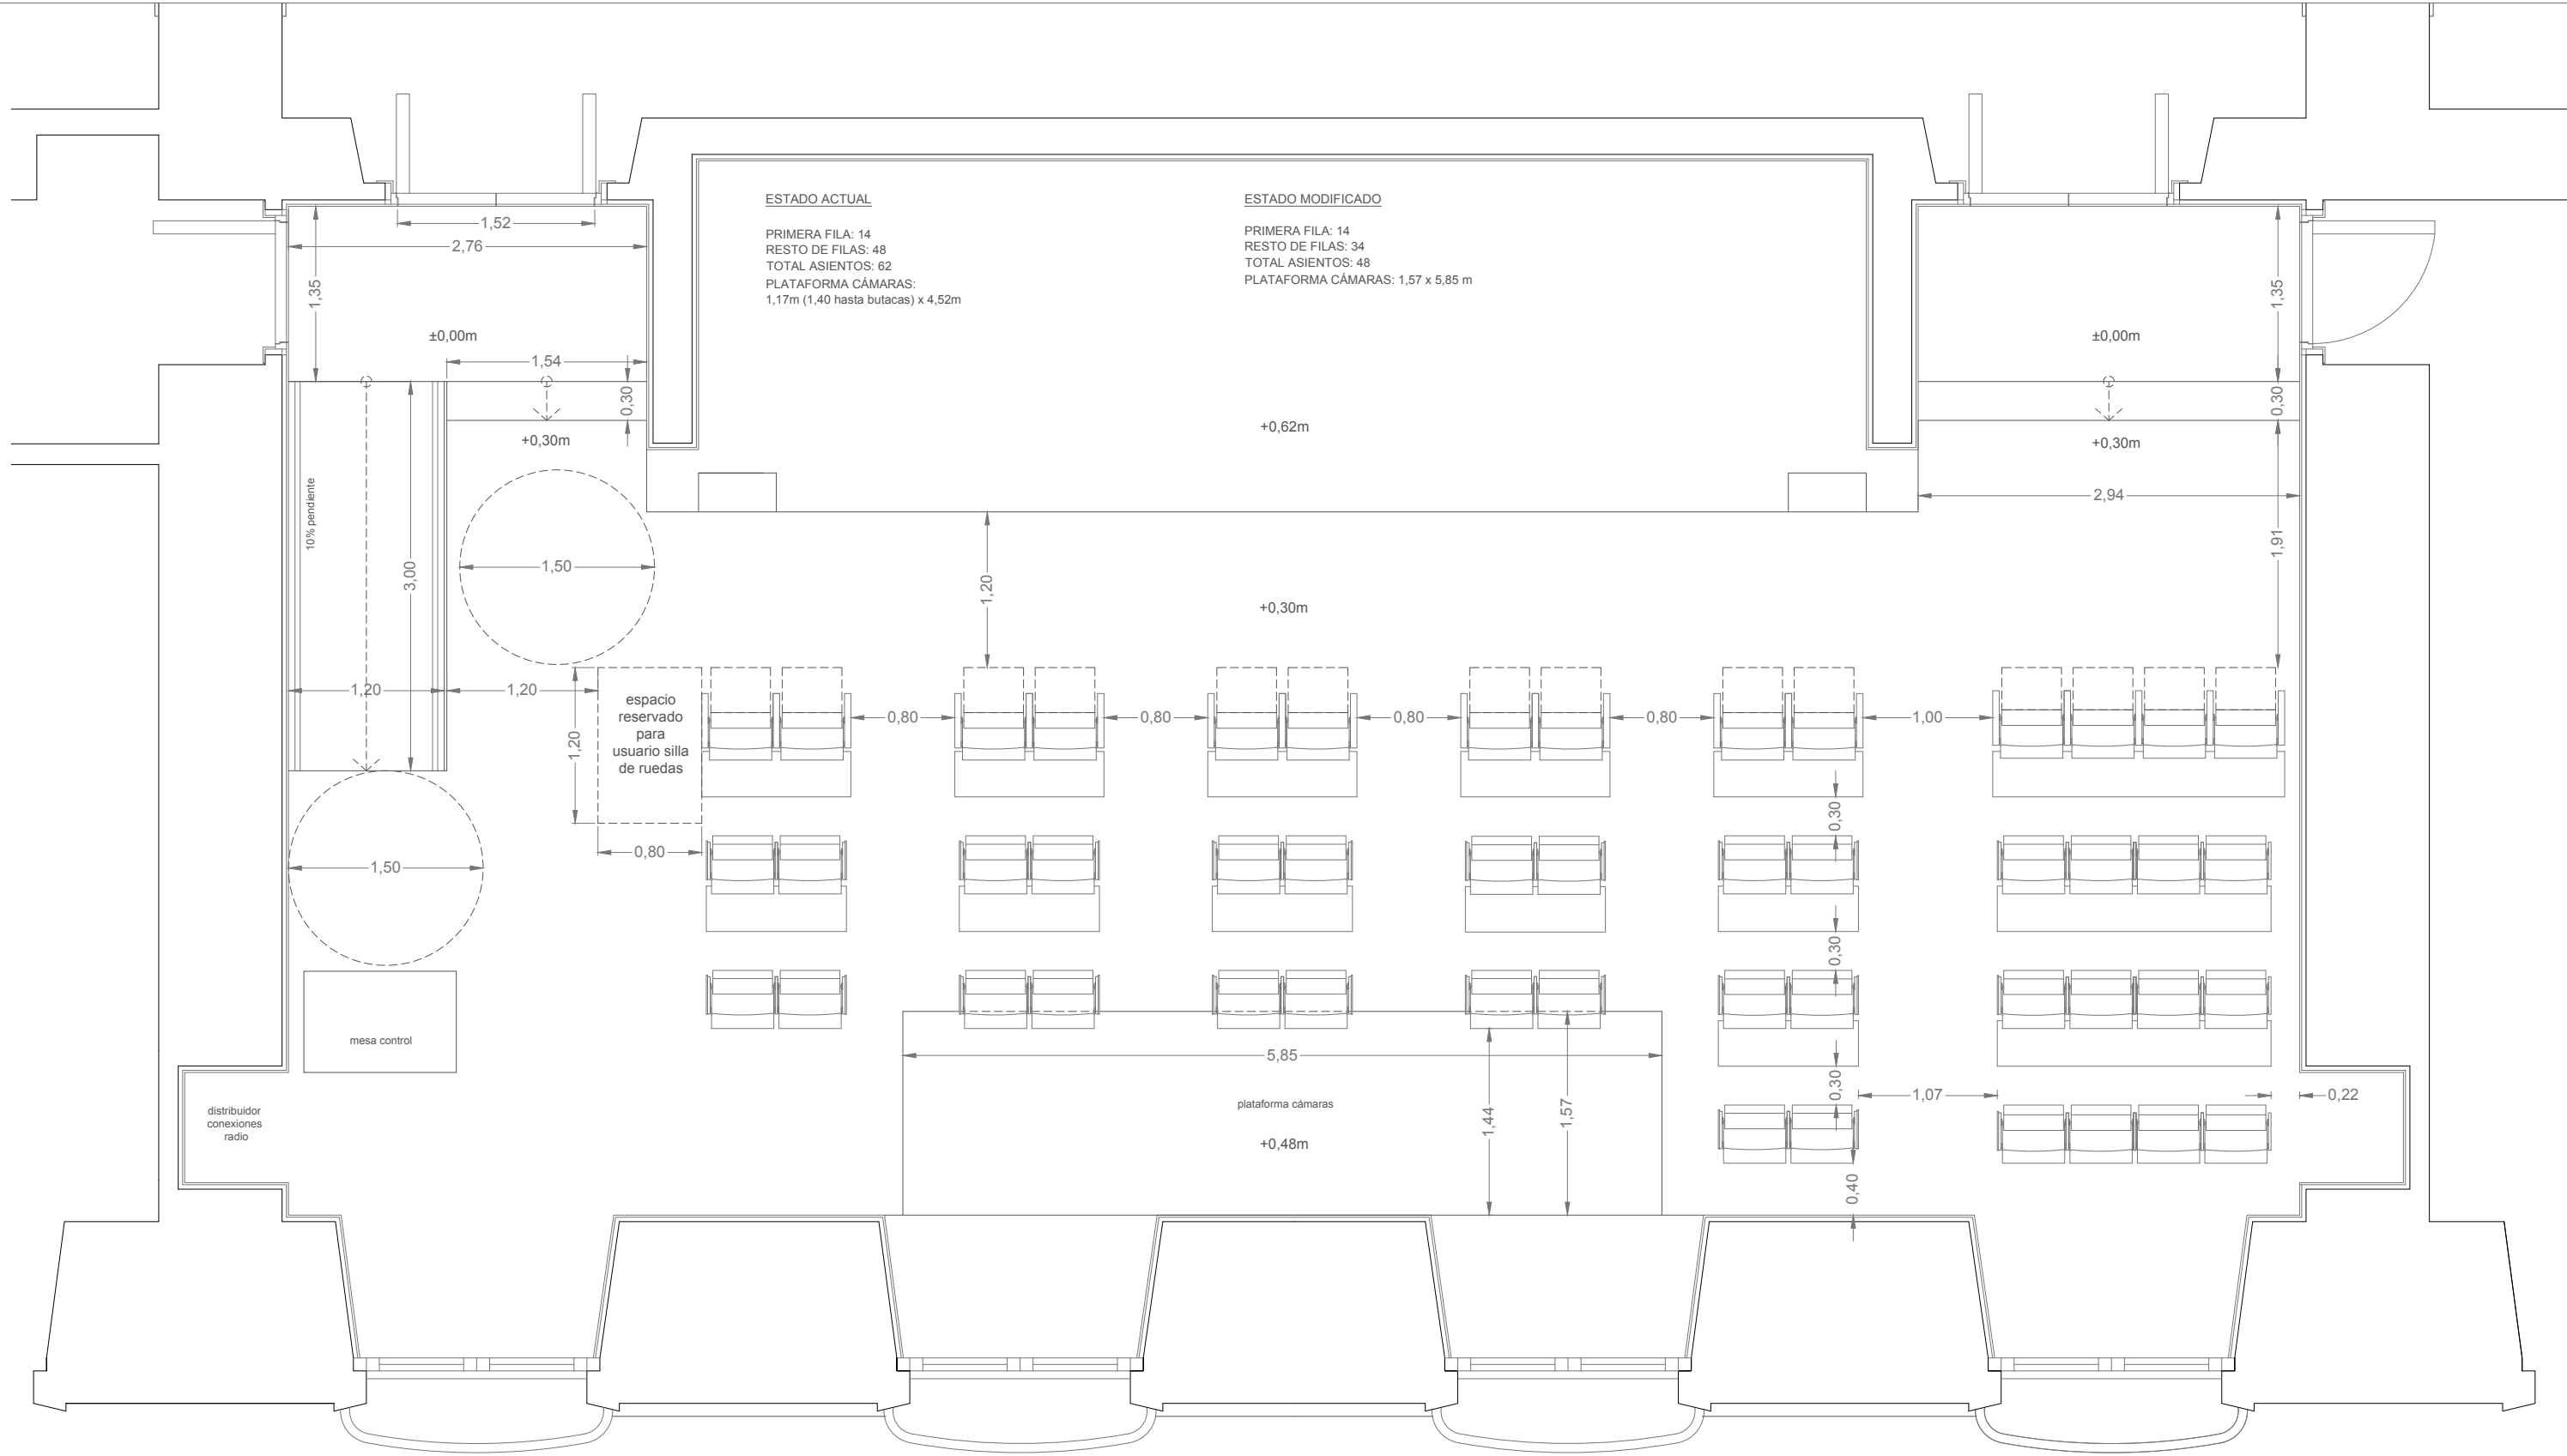 ESTADO ACTUAL
PRIMERA FILA: 14
RESTO DE FILAS: 48
TOTAL ASIENTOS: 62
PLATAFORMA CÁMARAS:
1,17m (1,40 hasta butacas) x 4,52m
ESTADO MODIFICADO
PRIMERA FILA: 14
RESTO DE FILAS: 34
TOTAL ASIENTOS: 48
PLATAFORMA CÁMARAS: 1,57 x 5,85 m
1,52
2,76
1,35
±0,00m
1,54
0,30
+0,30m
1,35
±0,00m
0,30
+0,30m
+0,62m
2,94
1,91
10% pendiente
3,00
1,50
1,20
+0,30m
1,20
1,20
1,20
espacio
reservado
para
usuario silla
de ruedas
0,80
0,80
0,80
0,80
0,80
1,00
1,50
0,30
0,30
0,30
mesa control
5,85
1,44
1,57
plataforma cámaras
+0,48m
1,07
0,22
0,40
distribuidor
conexiones
radio